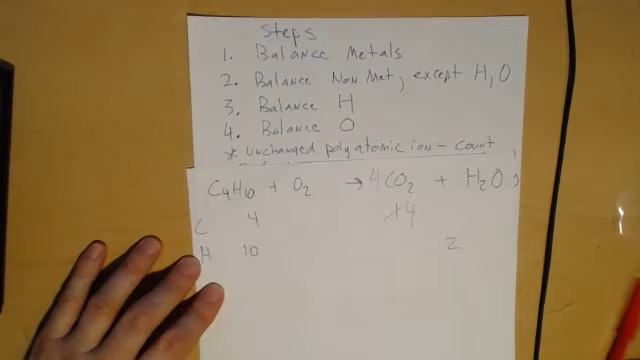 Steps
1. Balance Metals
2. Balance Non Met, except H, O
3. Balance H
4. Balance O
* unchanged polyatomic ion - count
C4H10 + O2 → 4CO2 + H2O
C 4 14
H 10 2